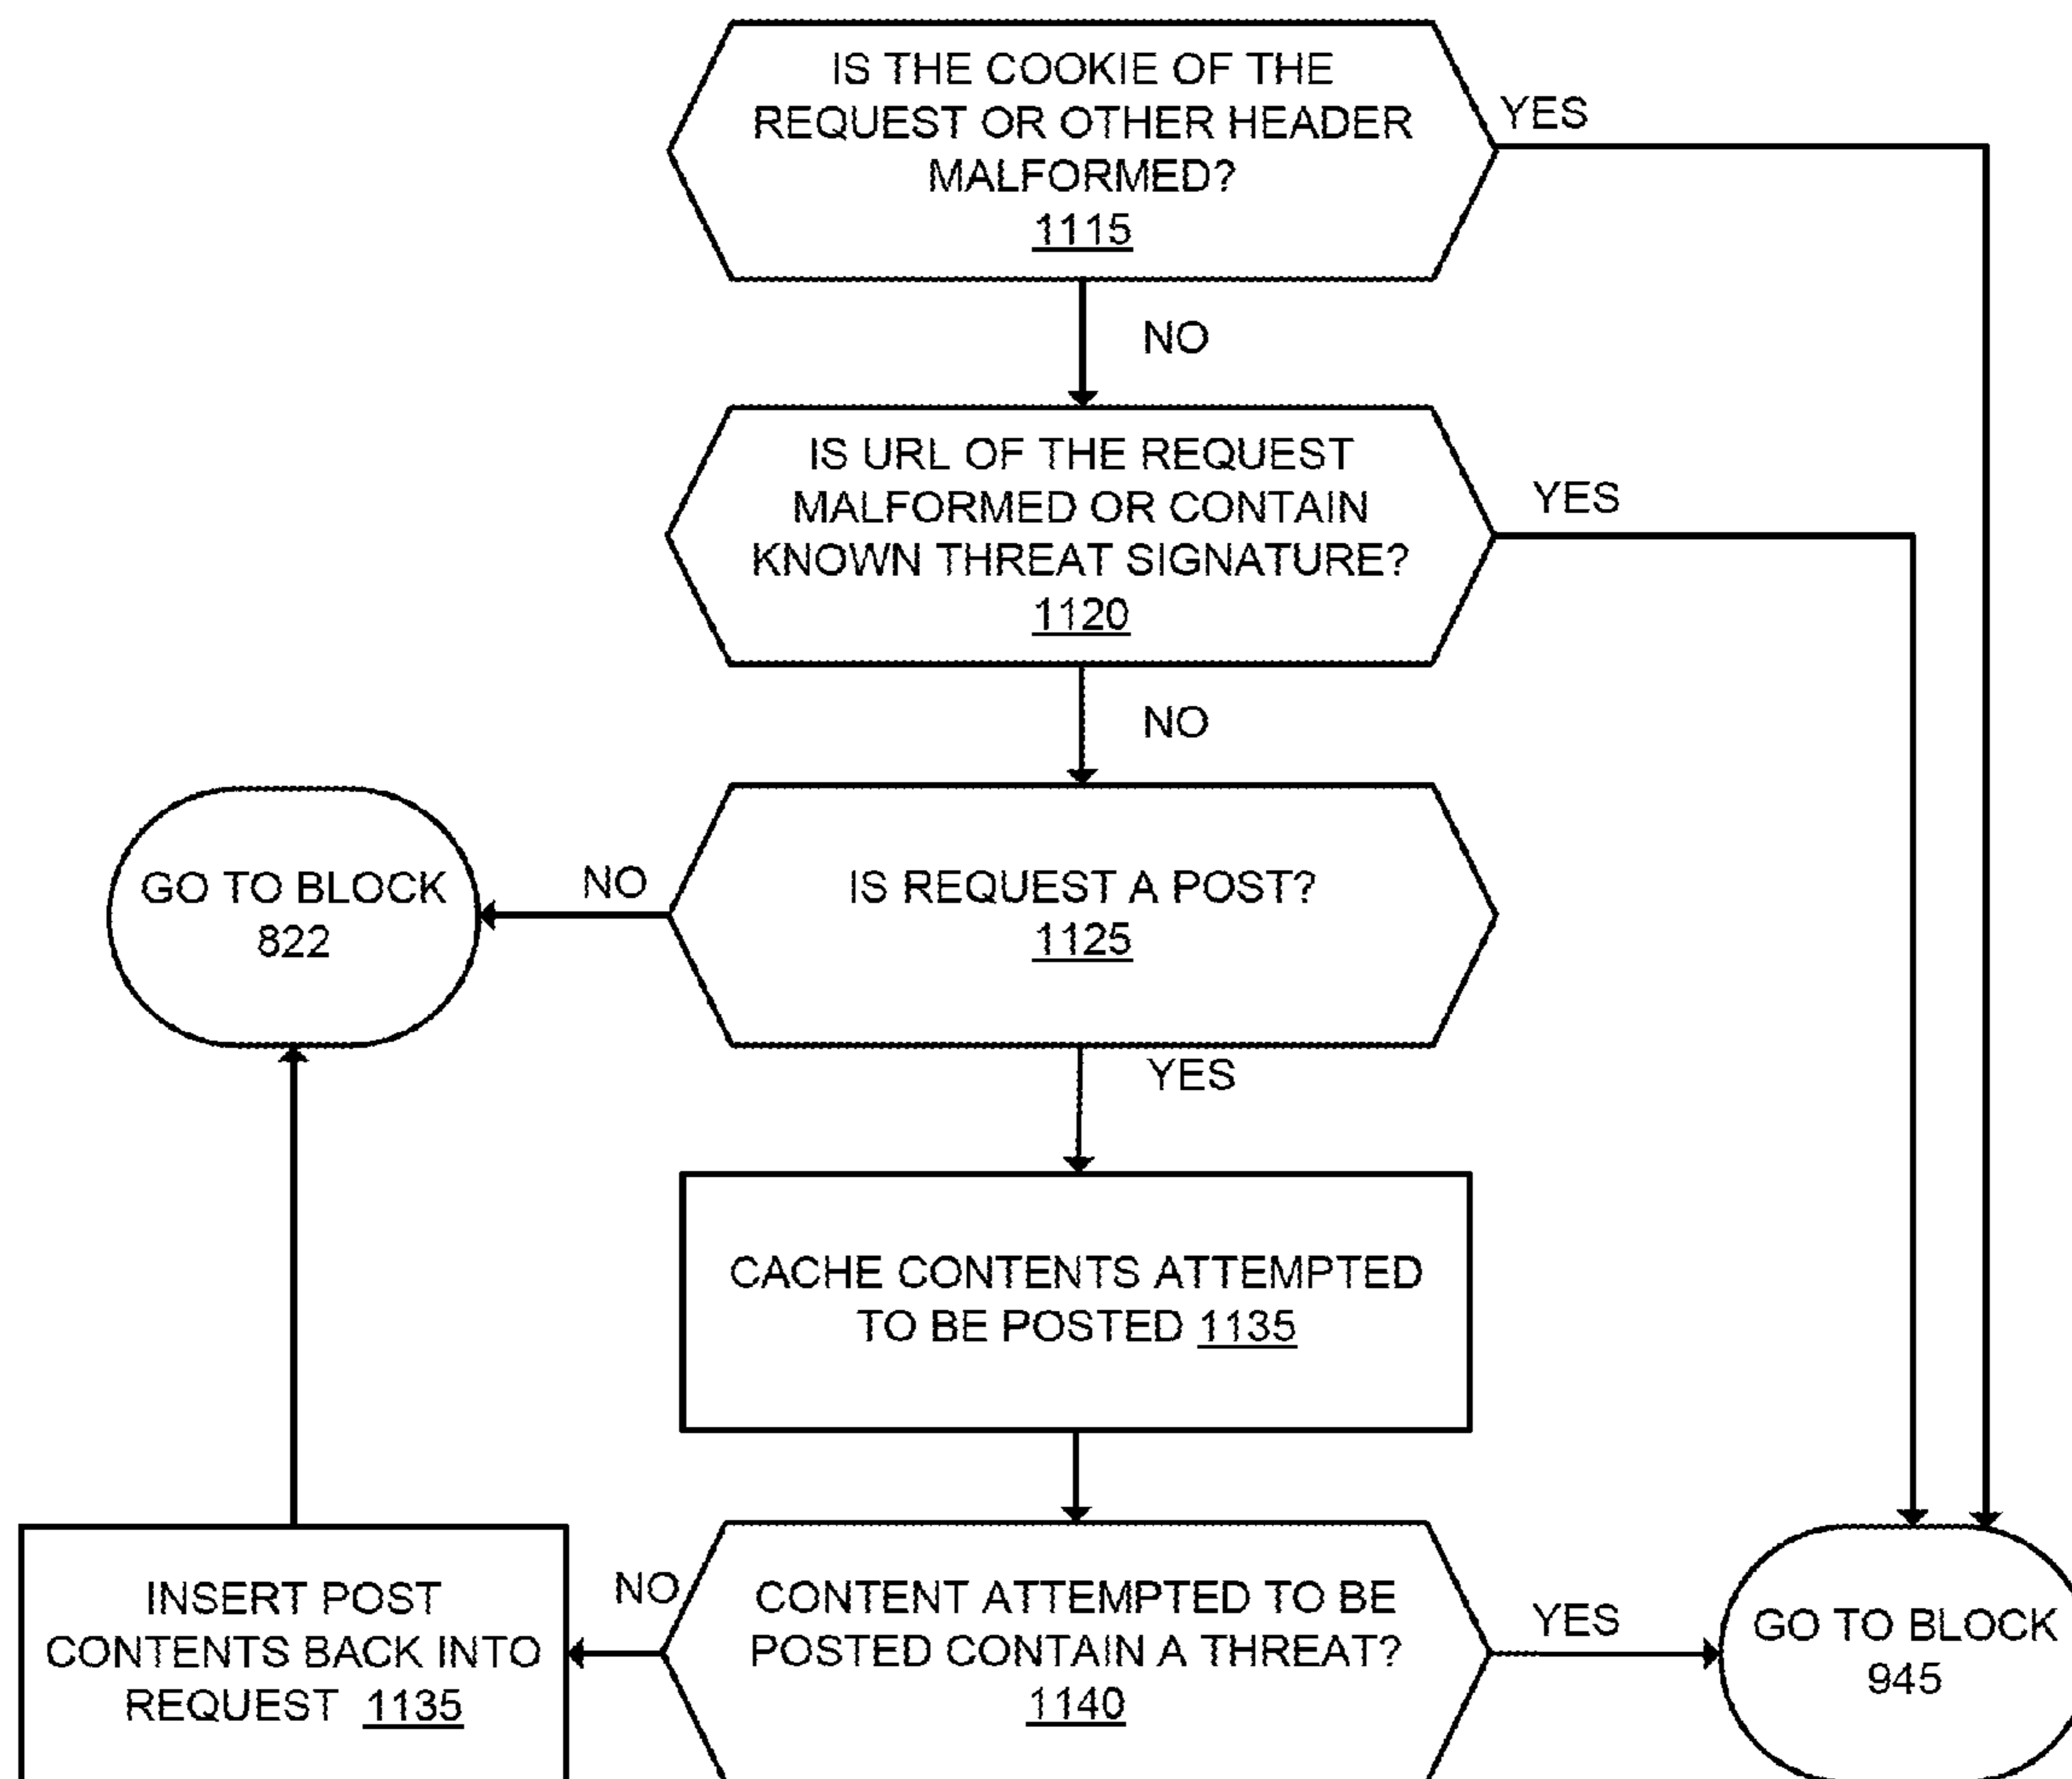 IS THE COOKIE OF THE
REQUEST OR OTHER HEADER
MALFORMED?
1115
YES
NO
IS URL OF THE REQUEST
MALFORMED OR CONTAIN
KNOWN THREAT SIGNATURE?
1120
YES
NO
GO TO BLOCK
822
NO
IS REQUEST A POST?
1125
YES
CACHE CONTENTS ATTEMPTED
TO BE POSTED 1135
INSERT POST
CONTENTS BACK INTO
REQUEST 1135
NO
CONTENT ATTEMPTED TO BE
POSTED CONTAIN A THREAT?
1140
YES
GO TO BLOCK
945